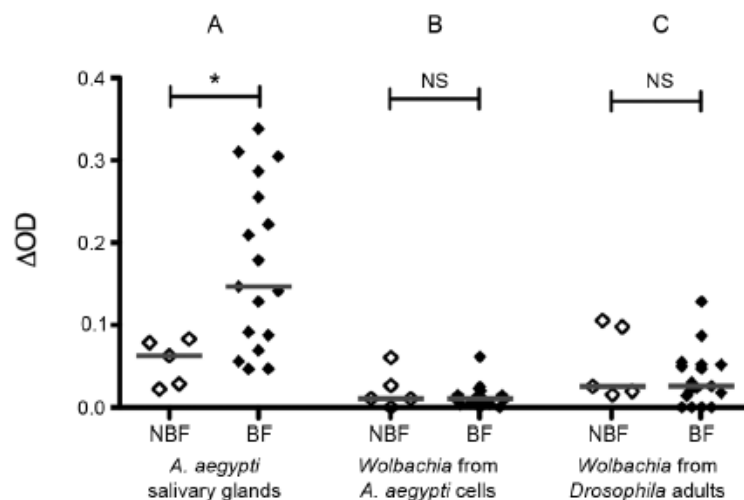 A B C
* NS NS
0.4
0.3
0.2
0.1
0.0
ΔOD
NBF BF NBF BF NBF BF
A. aegypti Wolbachia from Wolbachia from
salivary glands A. aegypti cells Drosophila adults